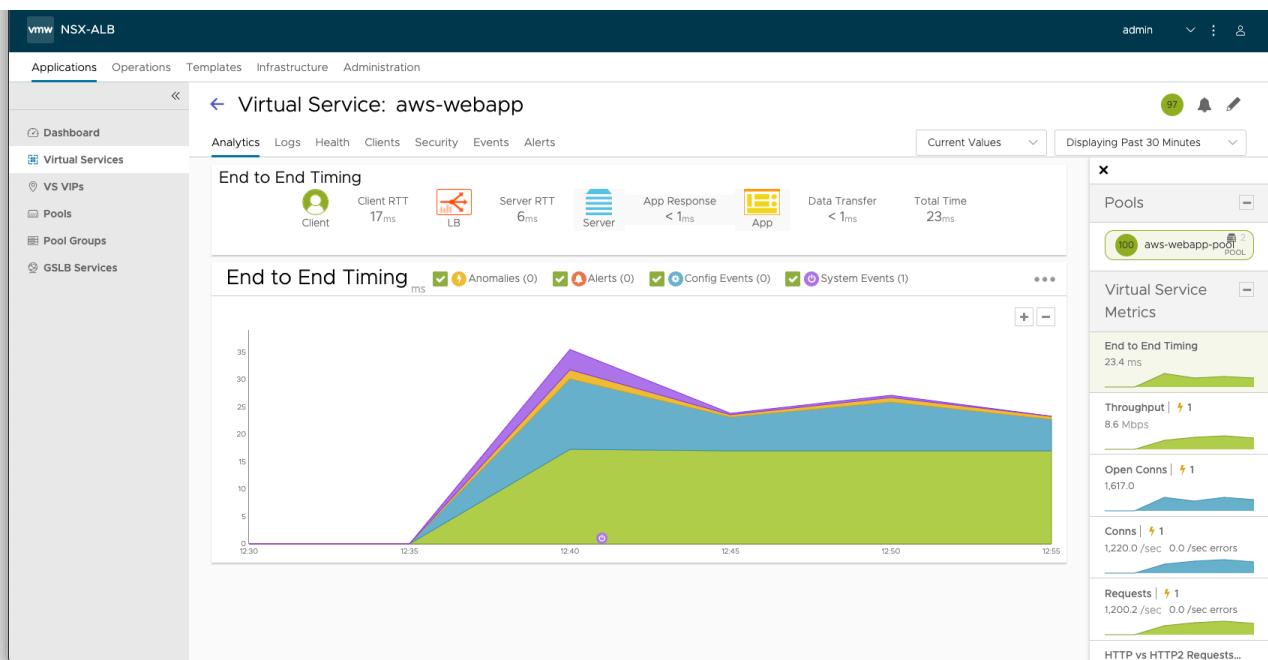 vmw NSX-ALB
admin
Applications Operations Templates Infrastructure Administration
Dashboard
Virtual Services
VS VIPs
Pools
Pool Groups
GSLB Services
Virtual Service: aws-webapp
97
Analytics Logs Health Clients Security Events Alerts
Current Values
Displaying Past 30 Minutes
End to End Timing
Client
Client RTT
17ms
LB
Server RTT
6ms
Server
App Response
< 1ms
App
Data Transfer
< 1ms
Total Time
23ms
End to End Timing ms
Anomalies (0) Alerts (0) Config Events (0) System Events (1)
35
30
25
20
15
10
5
0
12:30 12:35 12:40 12:45 12:50 12:55
Pools
100 aws-webapp-pool 2
POOL
Virtual Service
Metrics
End to End Timing
23.4 ms
Throughput | 1
8.6 Mbps
Open Conns | 1
1,617.0
Conns | 1
1,220.0 /sec 0.0 /sec errors
Requests | 1
1,200.2 /sec 0.0 /sec errors
HTTP vs HTTP2 Requests...